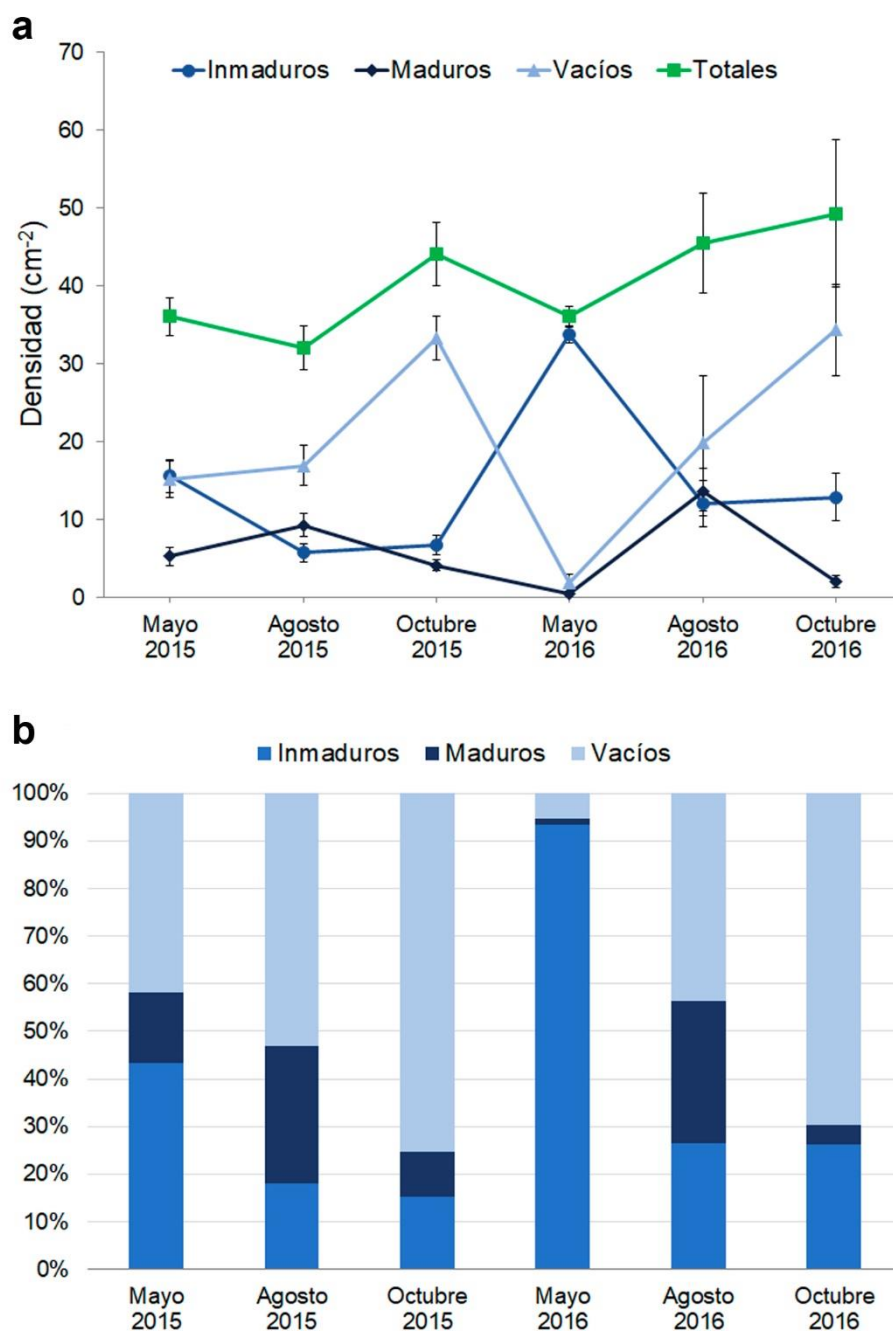 a
Inmaduros Maduros Vacíos Totales
Densidad (cm-2)
70
60
50
40
30
20
10
0
Mayo 2015
Agosto 2015
Octubre 2015
Mayo 2016
Agosto 2016
Octubre 2016
b
Inmaduros Maduros Vacíos
100%
90%
80%
70%
60%
50%
40%
30%
20%
10%
0%
Mayo 2015
Agosto 2015
Octubre 2015
Mayo 2016
Agosto 2016
Octubre 2016